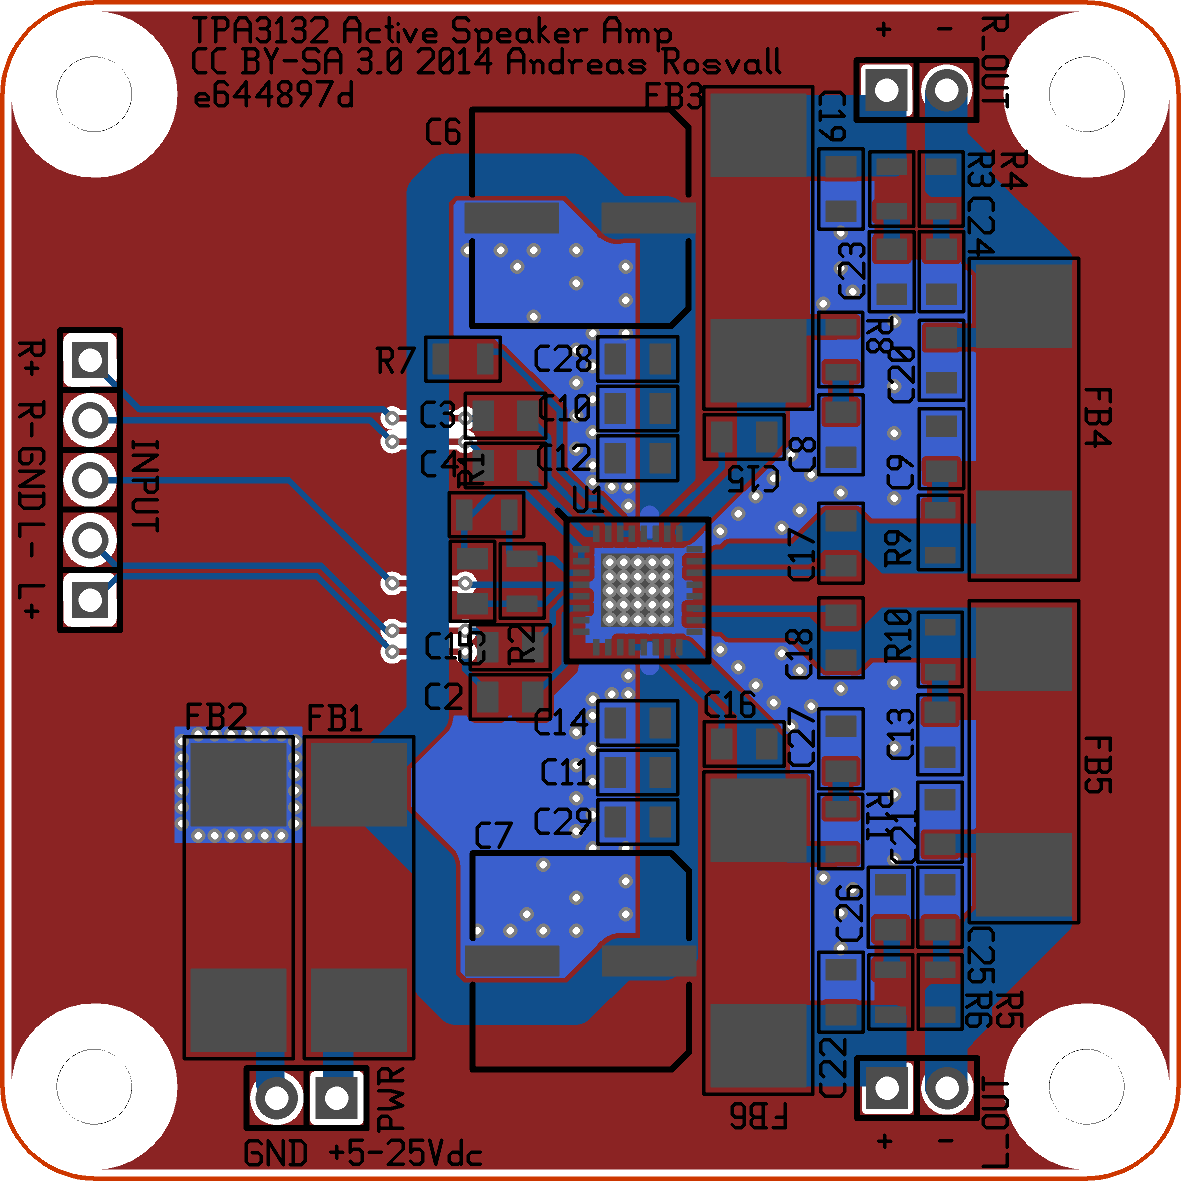 TPA3132 Active Speaker Amp
CC BY-SA 3.0 2014 Andreas Rosvall
e644897d
+ -
R_OUT
FB3
C19
C6
R3
R4
C24
C23
R+
R-
GND
L-
L+
INPUT
R7
C28
R8
C20
C3
C10
FB4
C4
R1
C12
C15
C8
C9
U1
C17
R9
C1
C5
R2
C18
R10
C2
C14
C16
C27
C13
FB2
FB1
C11
FB5
C7
C29
R11
C21
C26
C25
R6
R5
C22
FB6
PWR
GND +5-25Vdc
+ -
L_OUT